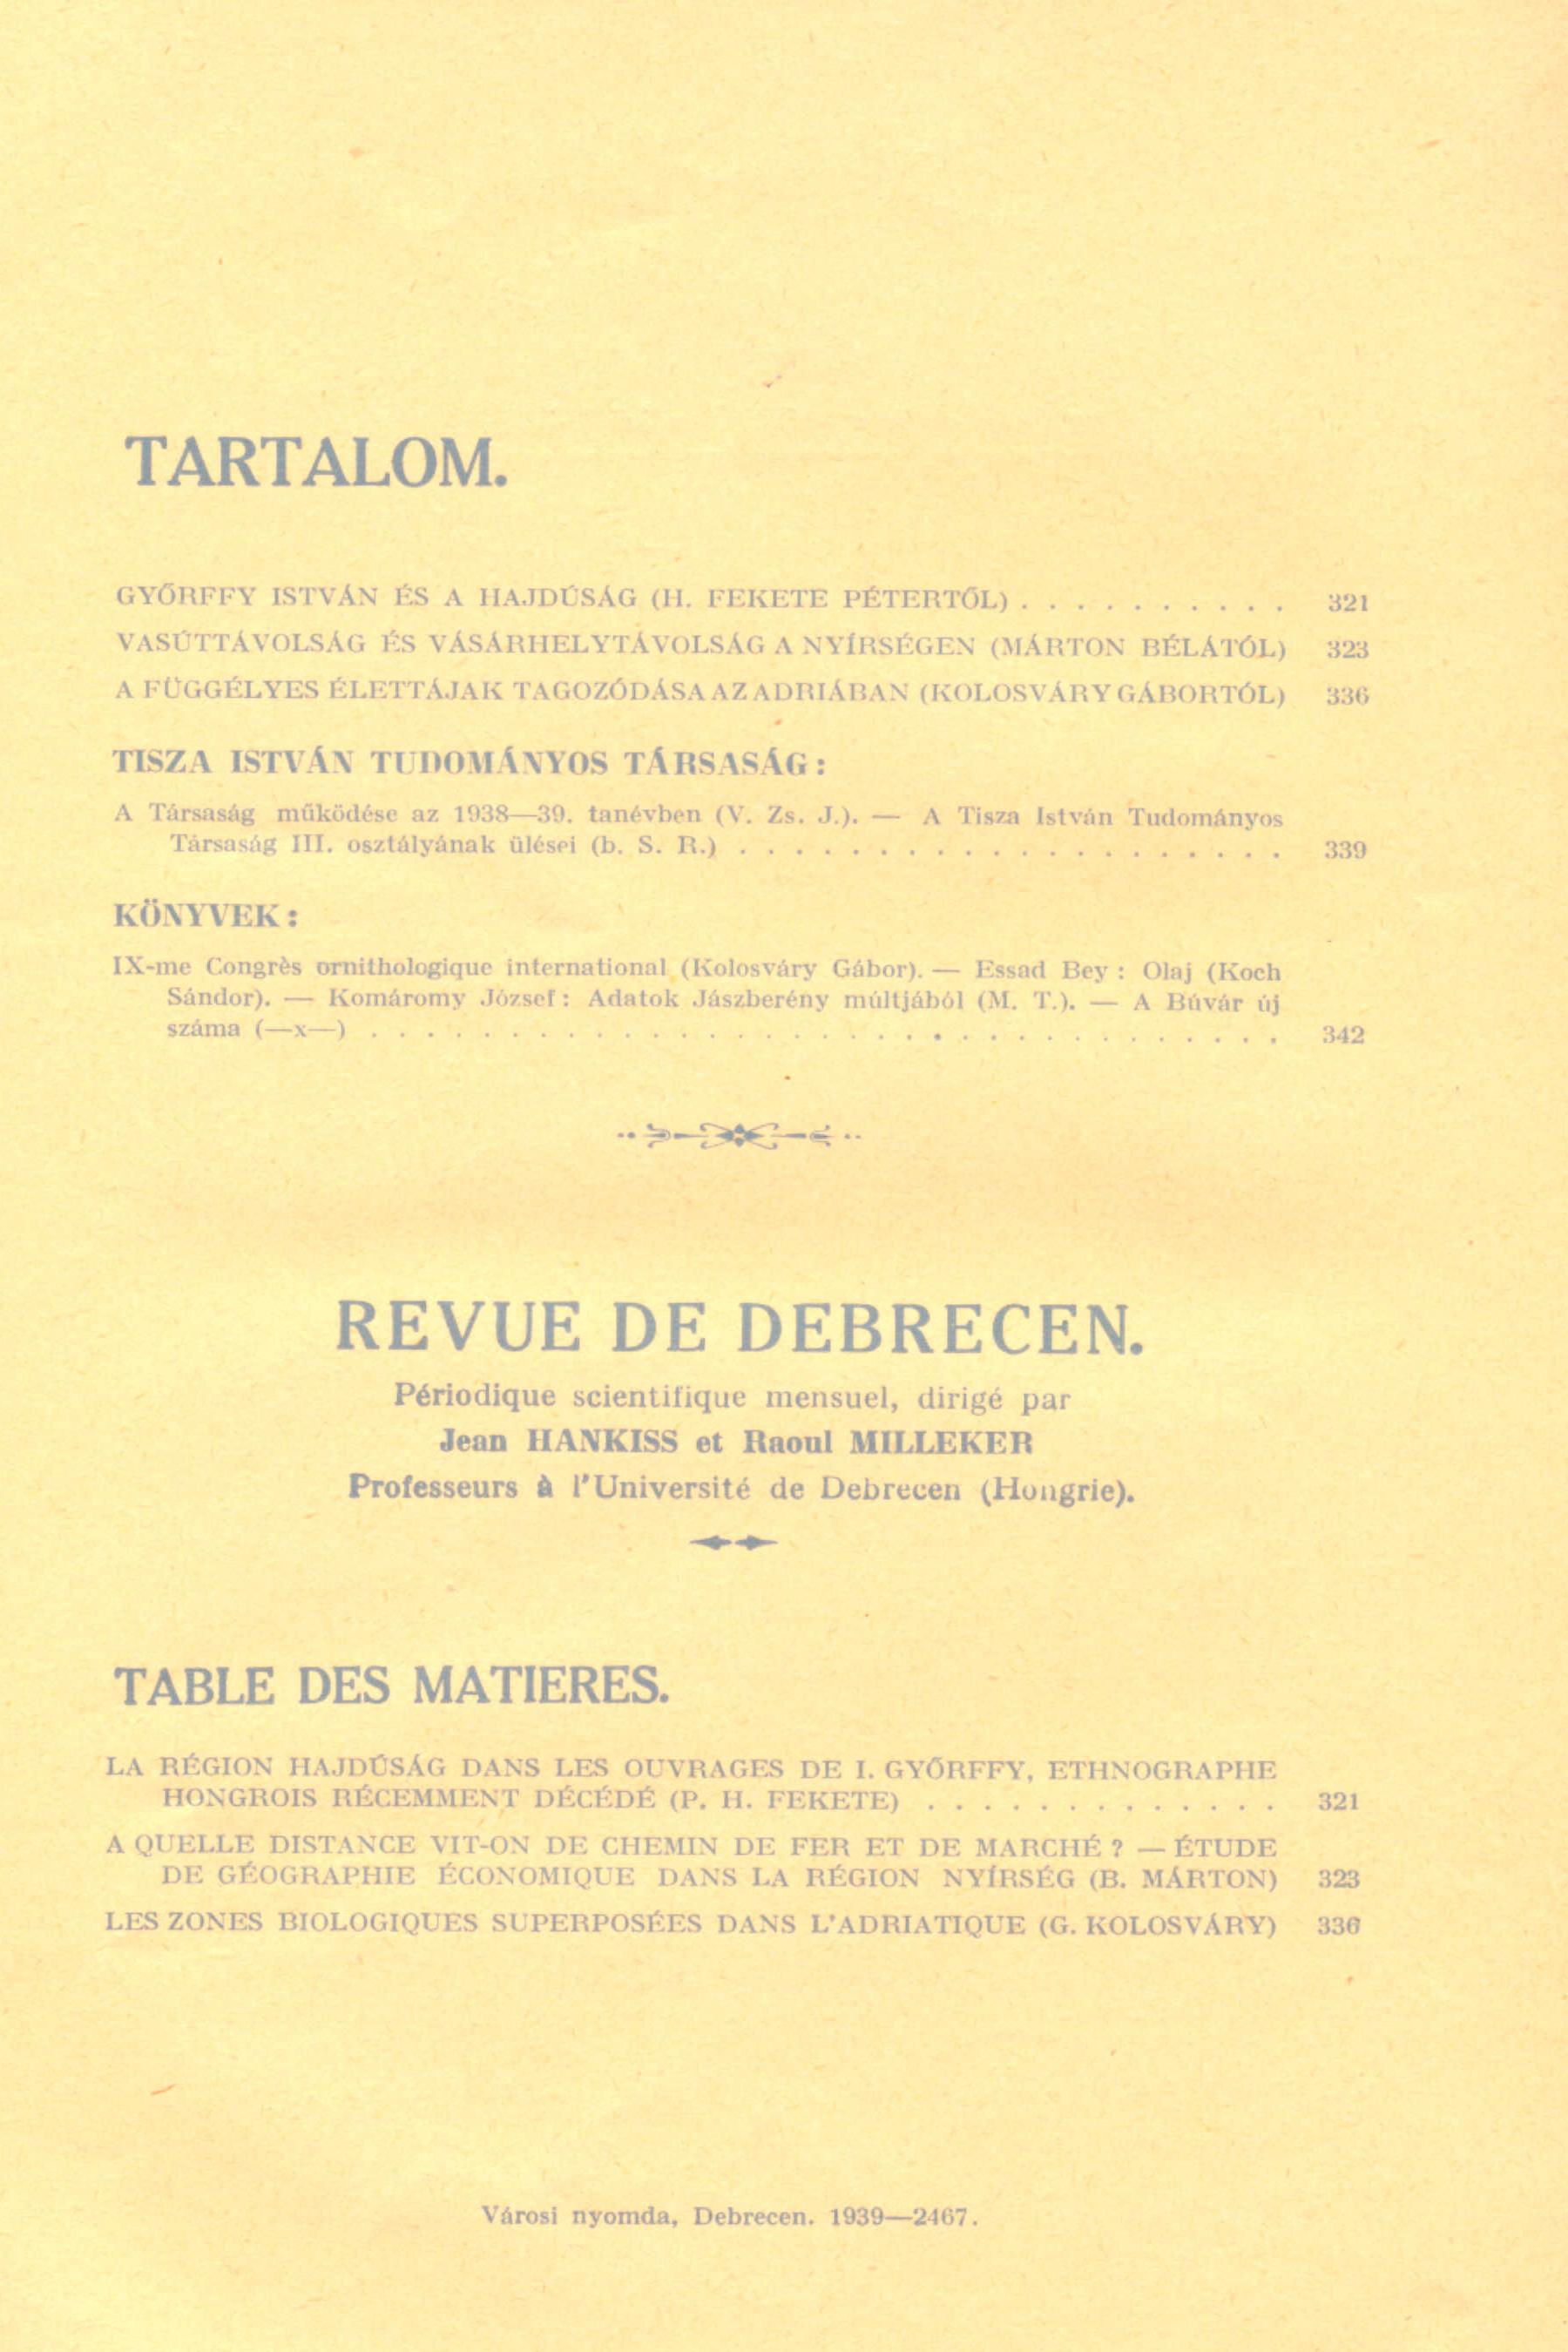 TARTALOM.
GYŐRFFY ISTVÁN ÉS A HAJDÚSÁG (H. FEKETE PÉTERTŐL) . . . . . . . . . . 321
VASÚTTÁVOLSÁG ÉS VÁSÁRHELYTÁVOLSÁG A NYÍRSÉGEN (MÁRTON BÉLÁTÓL) 323
A FÜGGÉLYES ÉLETTÁJAK TAGOZÓDÁSA AZ ADRIÁBAN (KOLOSVÁRY GÁBORTÓL) 336
TISZA ISTVÁN TUDOMÁNYOS TÁRSASÁG:
A Társaság működése az 1938—39. tanévben (V. Zs. J.). — A Tisza István Tudományos
Társaság III. osztályának ülései (b. S. R.) . . . . . . . . . . . . . . . . . . . . 339
KÖNYVEK:
IX-me Congrès ornithologique international (Kolosváry Gábor). — Essad Bey: Olaj (Koch
Sándor). — Komáromy József: Adatok Jászberény múltjából (M. T.). — A Búvár új
száma (—x—) . . . . . . . . . . . . . . . . . . . . . . . . . . . . . . . . . 342
REVUE DE DEBRECEN.
Périodique scientifique mensuel, dirigé par
Jean HANKISS et Raoul MILLEKER
Professeurs à l'Université de Debrecen (Hongrie).
TABLE DES MATIERES.
LA RÉGION HAJDÚSÁG DANS LES OUVRAGES DE I. GYŐRFFY, ETHNOGRAPHE
HONGROIS RÉCEMMENT DÉCÉDÉ (P. H. FEKETE) . . . . . . . . . . . . . 321
A QUELLE DISTANCE VIT-ON DE CHEMIN DE FER ET DE MARCHÉ ? — ÉTUDE
DE GÉOGRAPHIE ÉCONOMIQUE DANS LA RÉGION NYÍRSÉG (B. MÁRTON) 323
LES ZONES BIOLOGIQUES SUPERPOSÉES DANS L'ADRIATIQUE (G. KOLOSVÁRY) 336
Városi nyomda, Debrecen. 1939—2467.